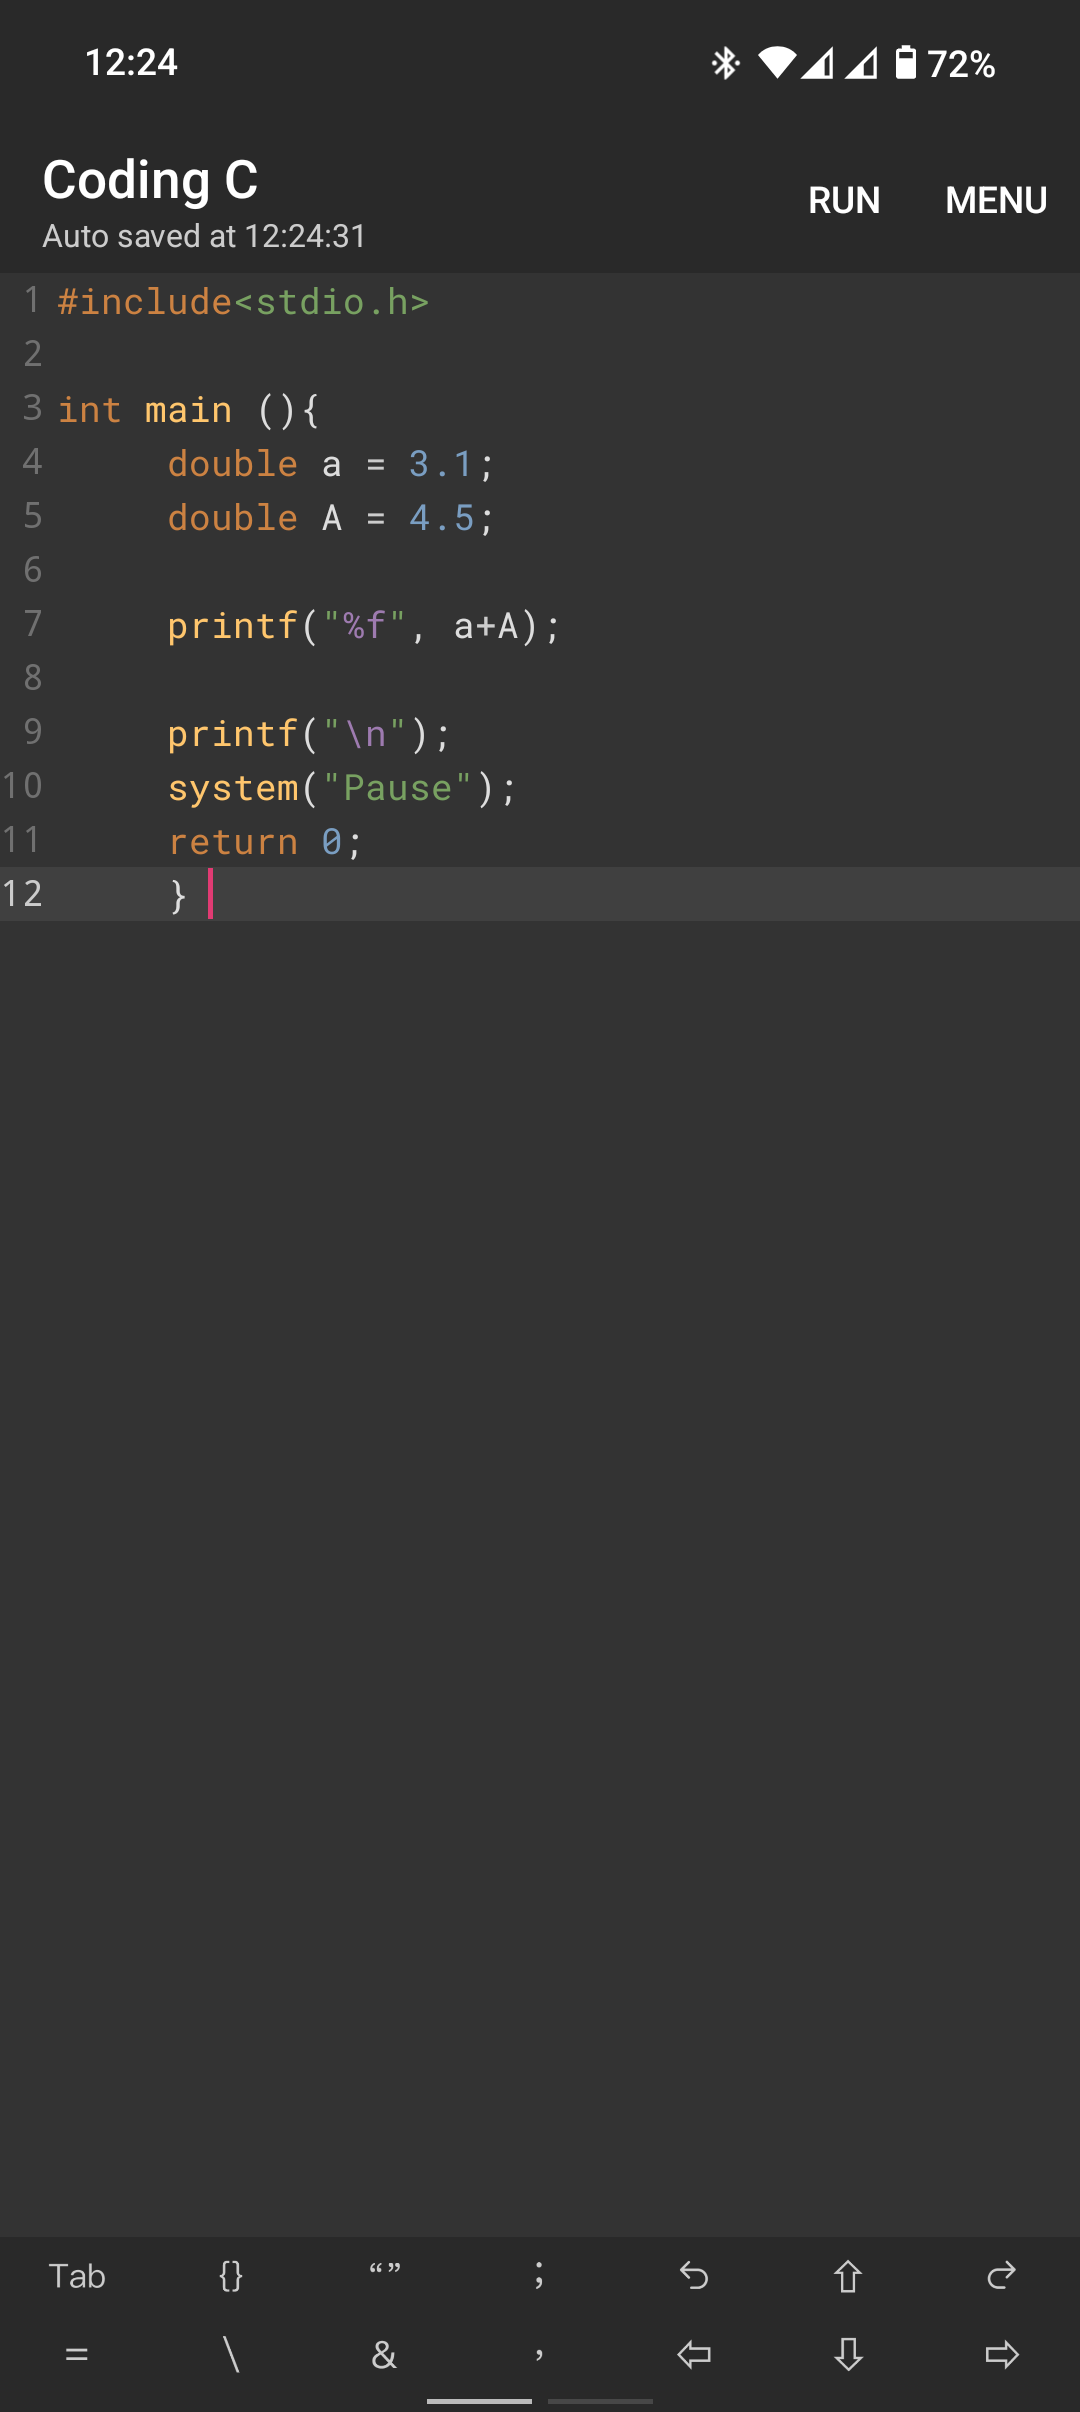 12:24 72%
Coding C
Auto saved at 12:24:31
RUN MENU
1 #include<stdio.h>
2
3 int main (){
4 double a = 3.1;
5 double A = 4.5;
6
7 printf("%f", a+A);
8
9 printf("\n");
10 system("Pause");
11 return 0;
12 }
Tab {} “” ;
= \ & ,